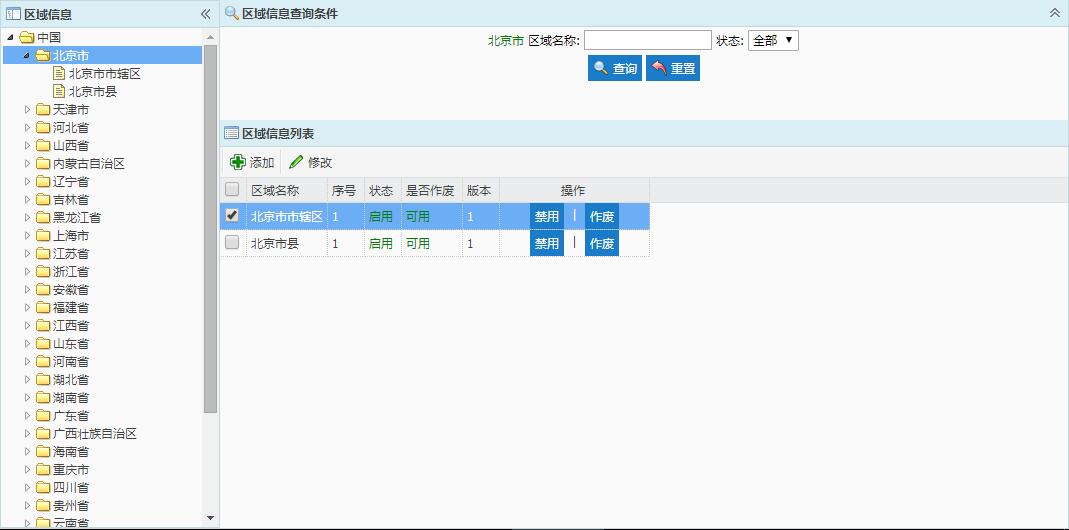 区域信息
中国
北京市
北京市市辖区
北京市县
天津市
河北省
山西省
内蒙古自治区
辽宁省
吉林省
黑龙江省
上海市
江苏省
浙江省
安徽省
福建省
江西省
山东省
河南省
湖北省
湖南省
广东省
广西壮族自治区
海南省
重庆市
四川省
贵州省
云南省
区域信息查询条件
北京市 区域名称: 状态: 全部
查询 重置
区域信息列表
添加 修改
区域名称 序号 状态 是否作废 版本 操作
北京市市辖区 1 启用 可用 1 禁用 | 作废
北京市县 1 启用 可用 1 禁用 | 作废